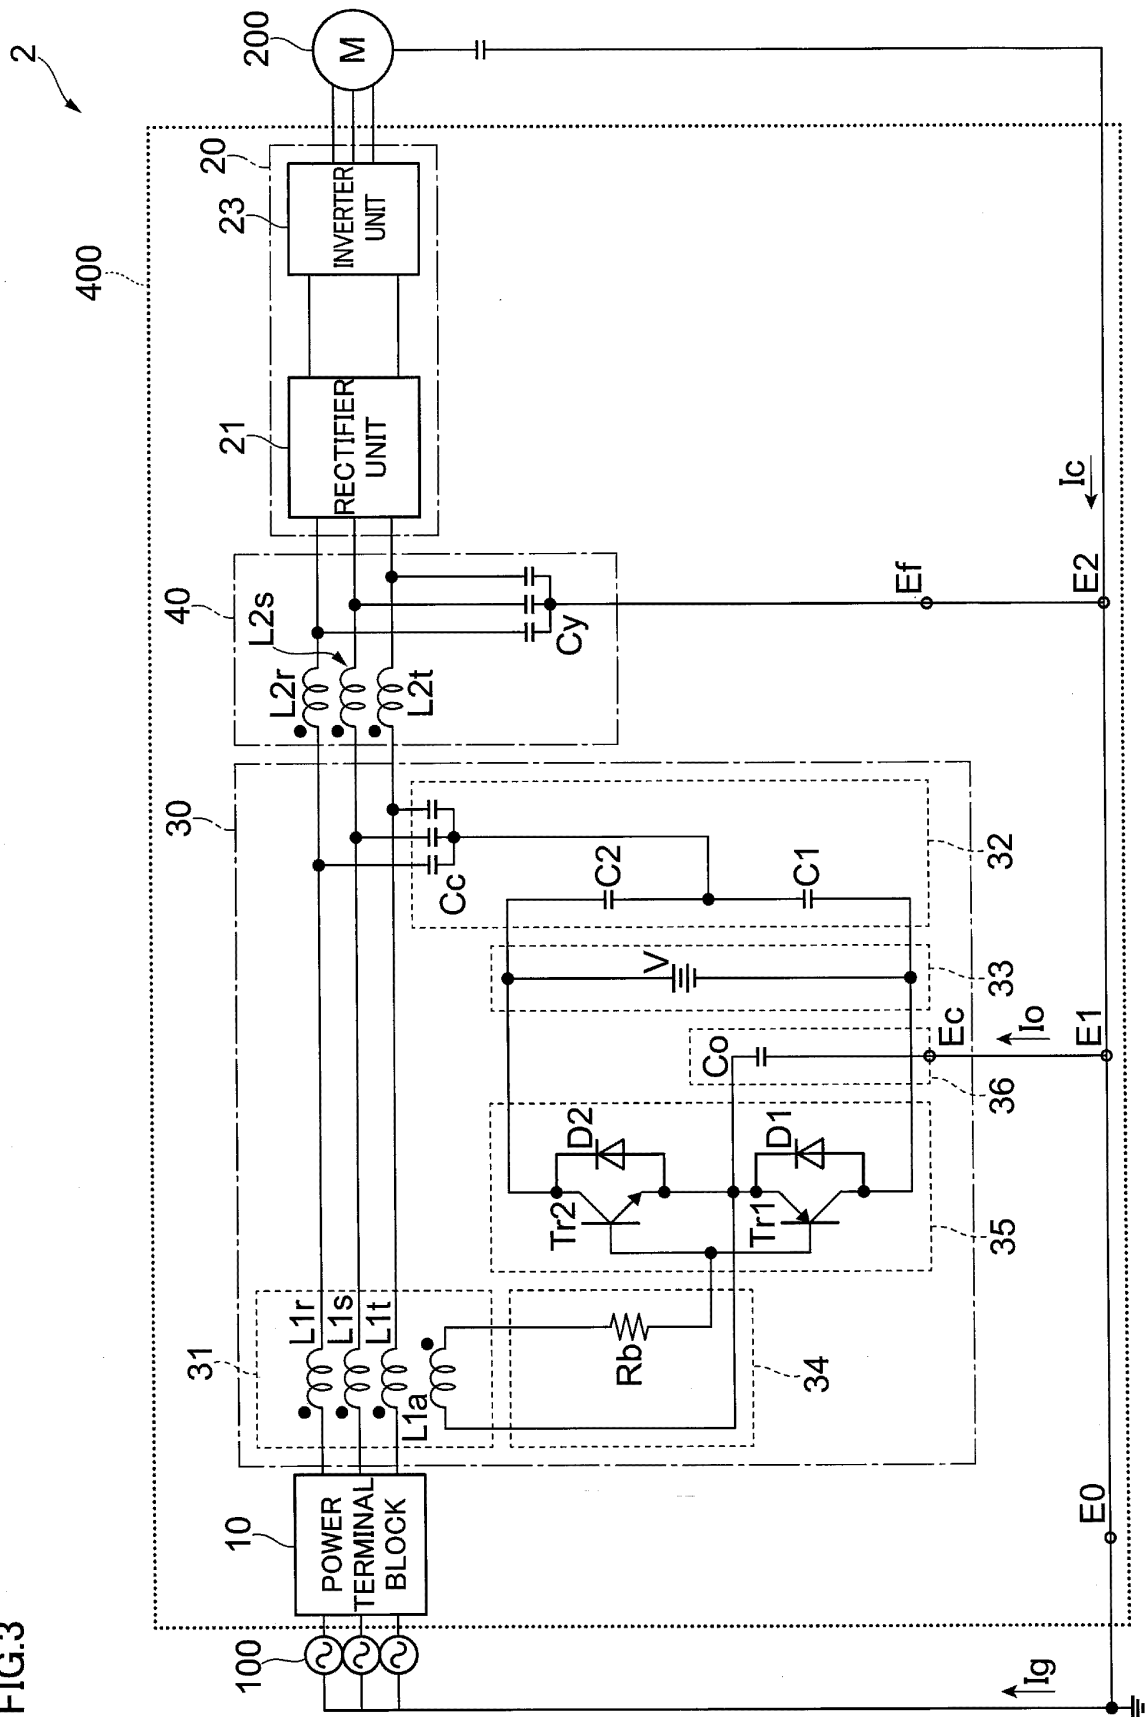 FIG.3
2
400
100
10
POWER
TERMINAL
BLOCK
30
31
L1r
L1s
L1t
L1a
34
Rb
35
Tr2
D2
Tr1
D1
36
Co
Ec
Io
33
V
32
Cc
C2
C1
40
L2r
L2s
L2t
Cy
Ef
20
21
RECTIFIER
UNIT
23
INVERTER
UNIT
200
M
Ig
E0
E1
E2
Ic